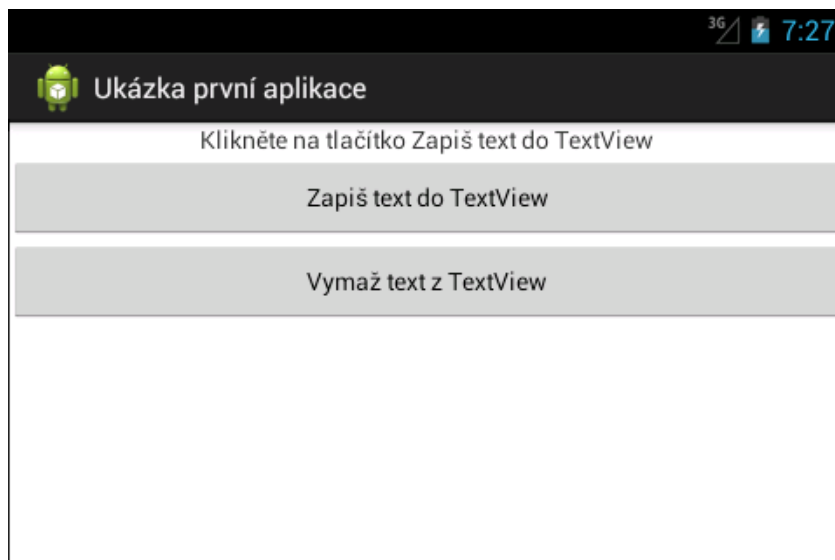 3G 7:27
Ukázka první aplikace
Klikněte na tlačítko Zapiš text do TextView
Zapiš text do TextView
Vymaž text z TextView